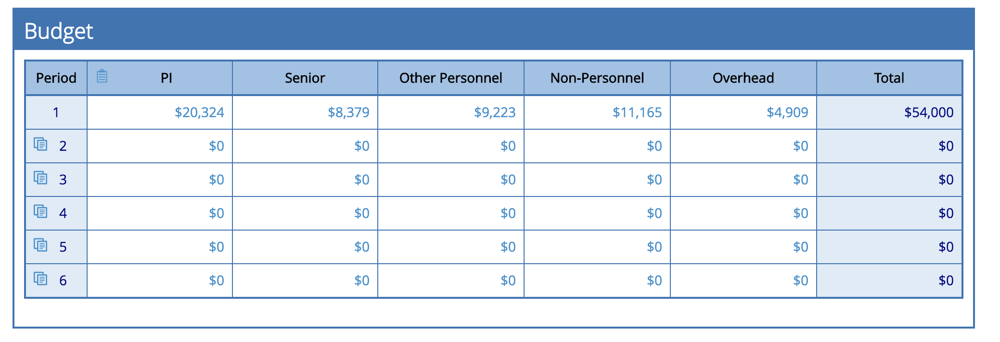 Budget
Period PI Senior Other Personnel Non-Personnel Overhead Total
1 $20,324 $8,379 $9,223 $11,165 $4,909 $54,000
2 $0 $0 $0 $0 $0 $0
3 $0 $0 $0 $0 $0 $0
4 $0 $0 $0 $0 $0 $0
5 $0 $0 $0 $0 $0 $0
6 $0 $0 $0 $0 $0 $0